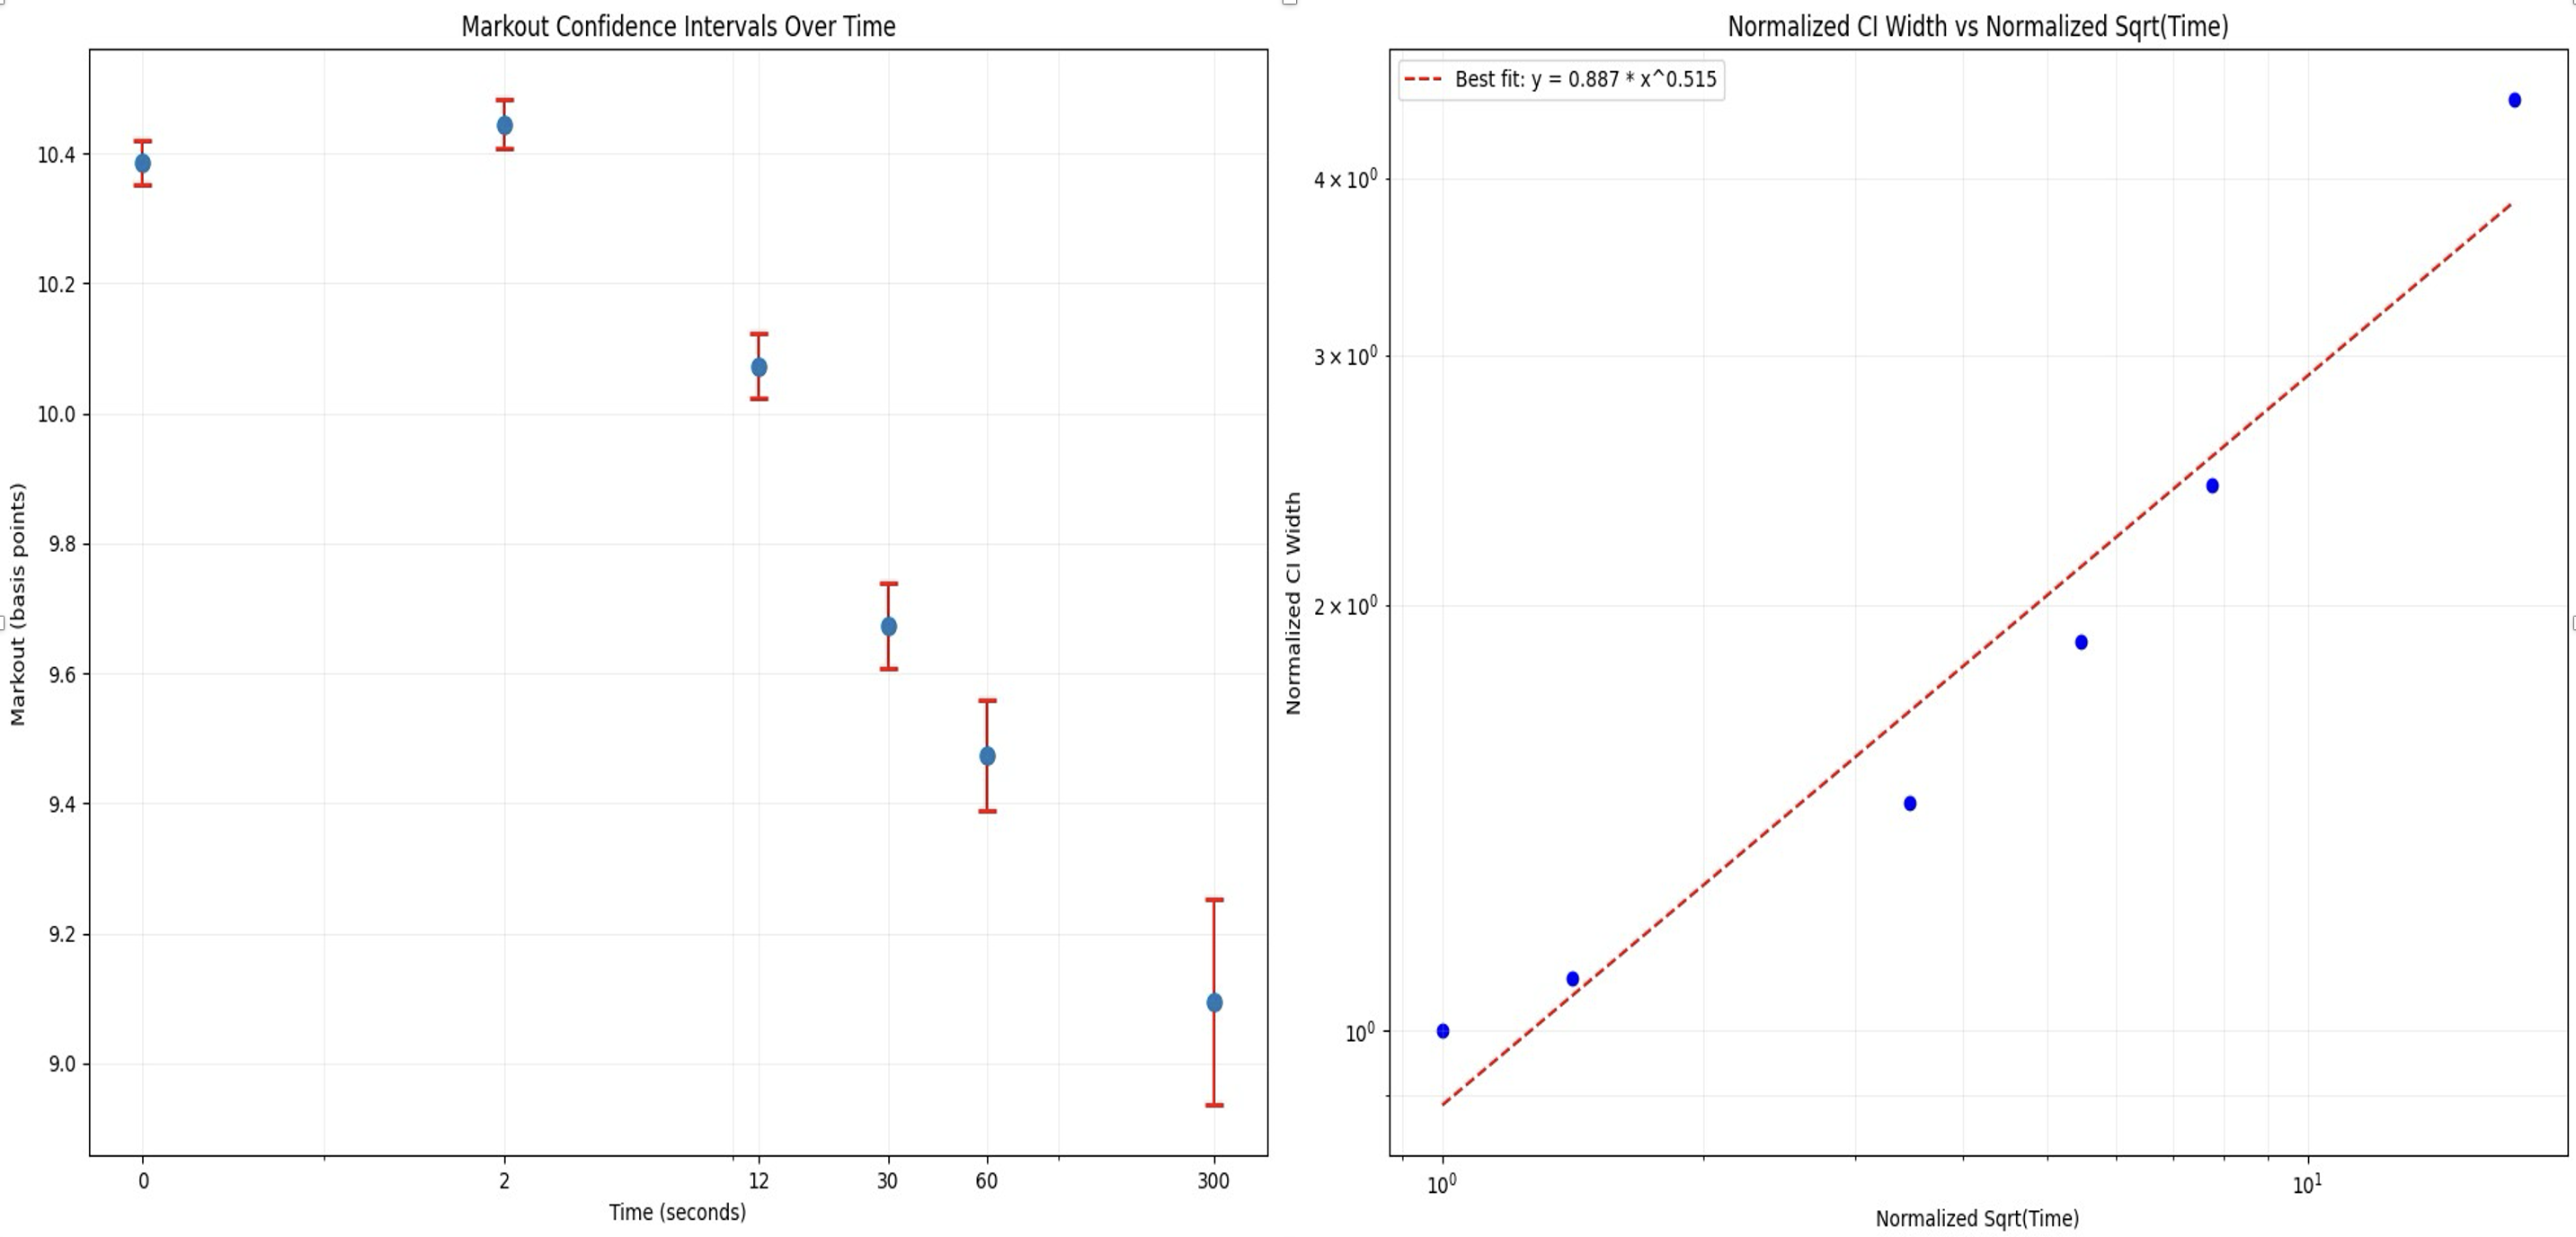 Markout Confidence Intervals Over Time
Markout (basis points)
10.4
10.2
10.0
9.8
9.6
9.4
9.2
9.0
0 2 12 30 60 300
Time (seconds)
Normalized CI Width vs Normalized Sqrt(Time)
Best fit: y = 0.887 * x^0.515
Normalized CI Width
4 × 10⁰
3 × 10⁰
2 × 10⁰
10⁰
10⁰ 10¹
Normalized Sqrt(Time)